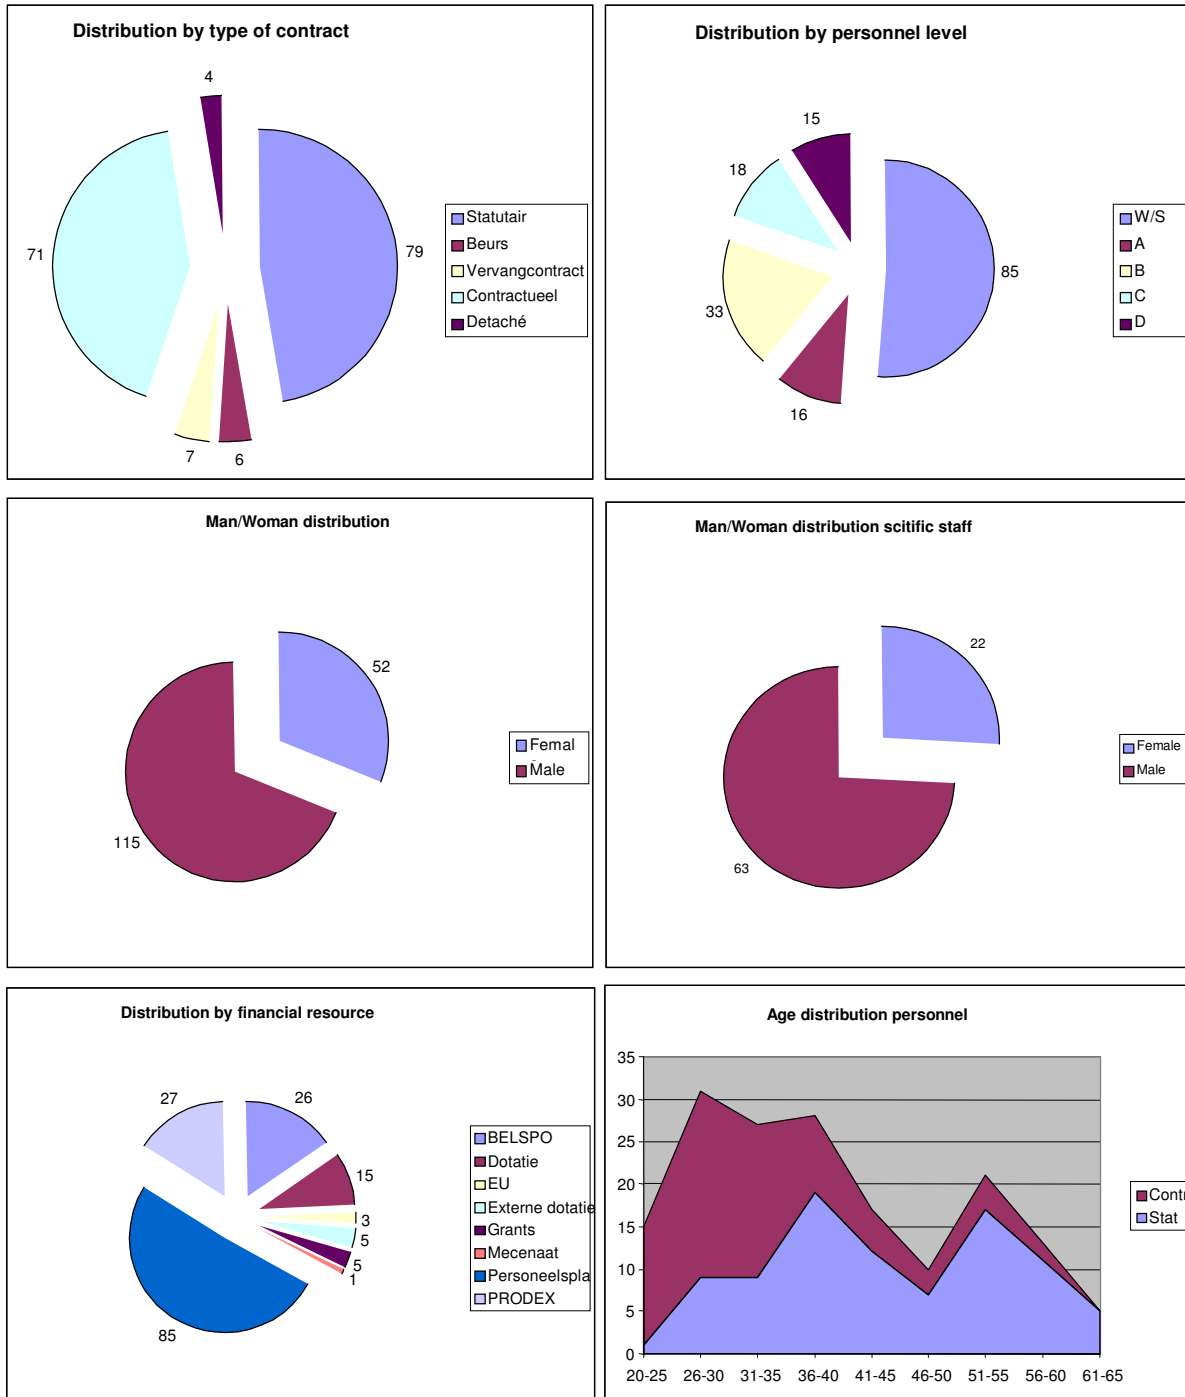 Distribution by type of contract
4
71
79
7
6
Statutair
Beurs
Vervangcontract
Contractueel
Detaché
Distribution by personnel level
15
18
85
33
16
W/S
A
B
C
D
Man/Woman distribution
52
115
Femal
Male
Man/Woman distribution scitific staff
22
63
Female
Male
Distribution by financial resource
27
26
15
3
5
5
1
85
BELSPO
Dotatie
EU
Externe dotatie
Grants
Mecenaat
Personeelspla
PRODEX
Age distribution personnel
35
30
25
20
15
10
5
0
20-25 26-30 31-35 36-40 41-45 46-50 51-55 56-60 61-65
Contr
Stat